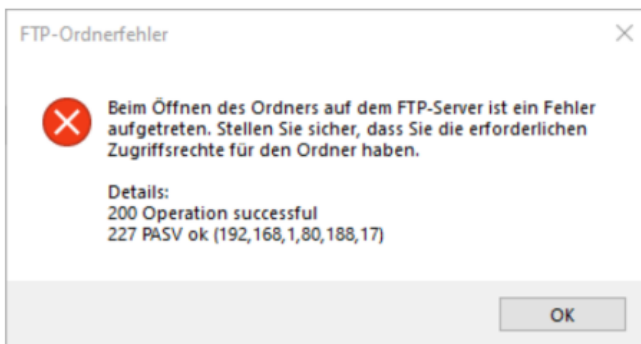 FTP-Ordnerfehler
Beim Öffnen des Ordners auf dem FTP-Server ist ein Fehler
aufgetreten. Stellen Sie sicher, dass Sie die erforderlichen
Zugriffsrechte für den Ordner haben.
Details:
200 Operation successful
227 PASV ok (192,168,1,80,188,17)
OK